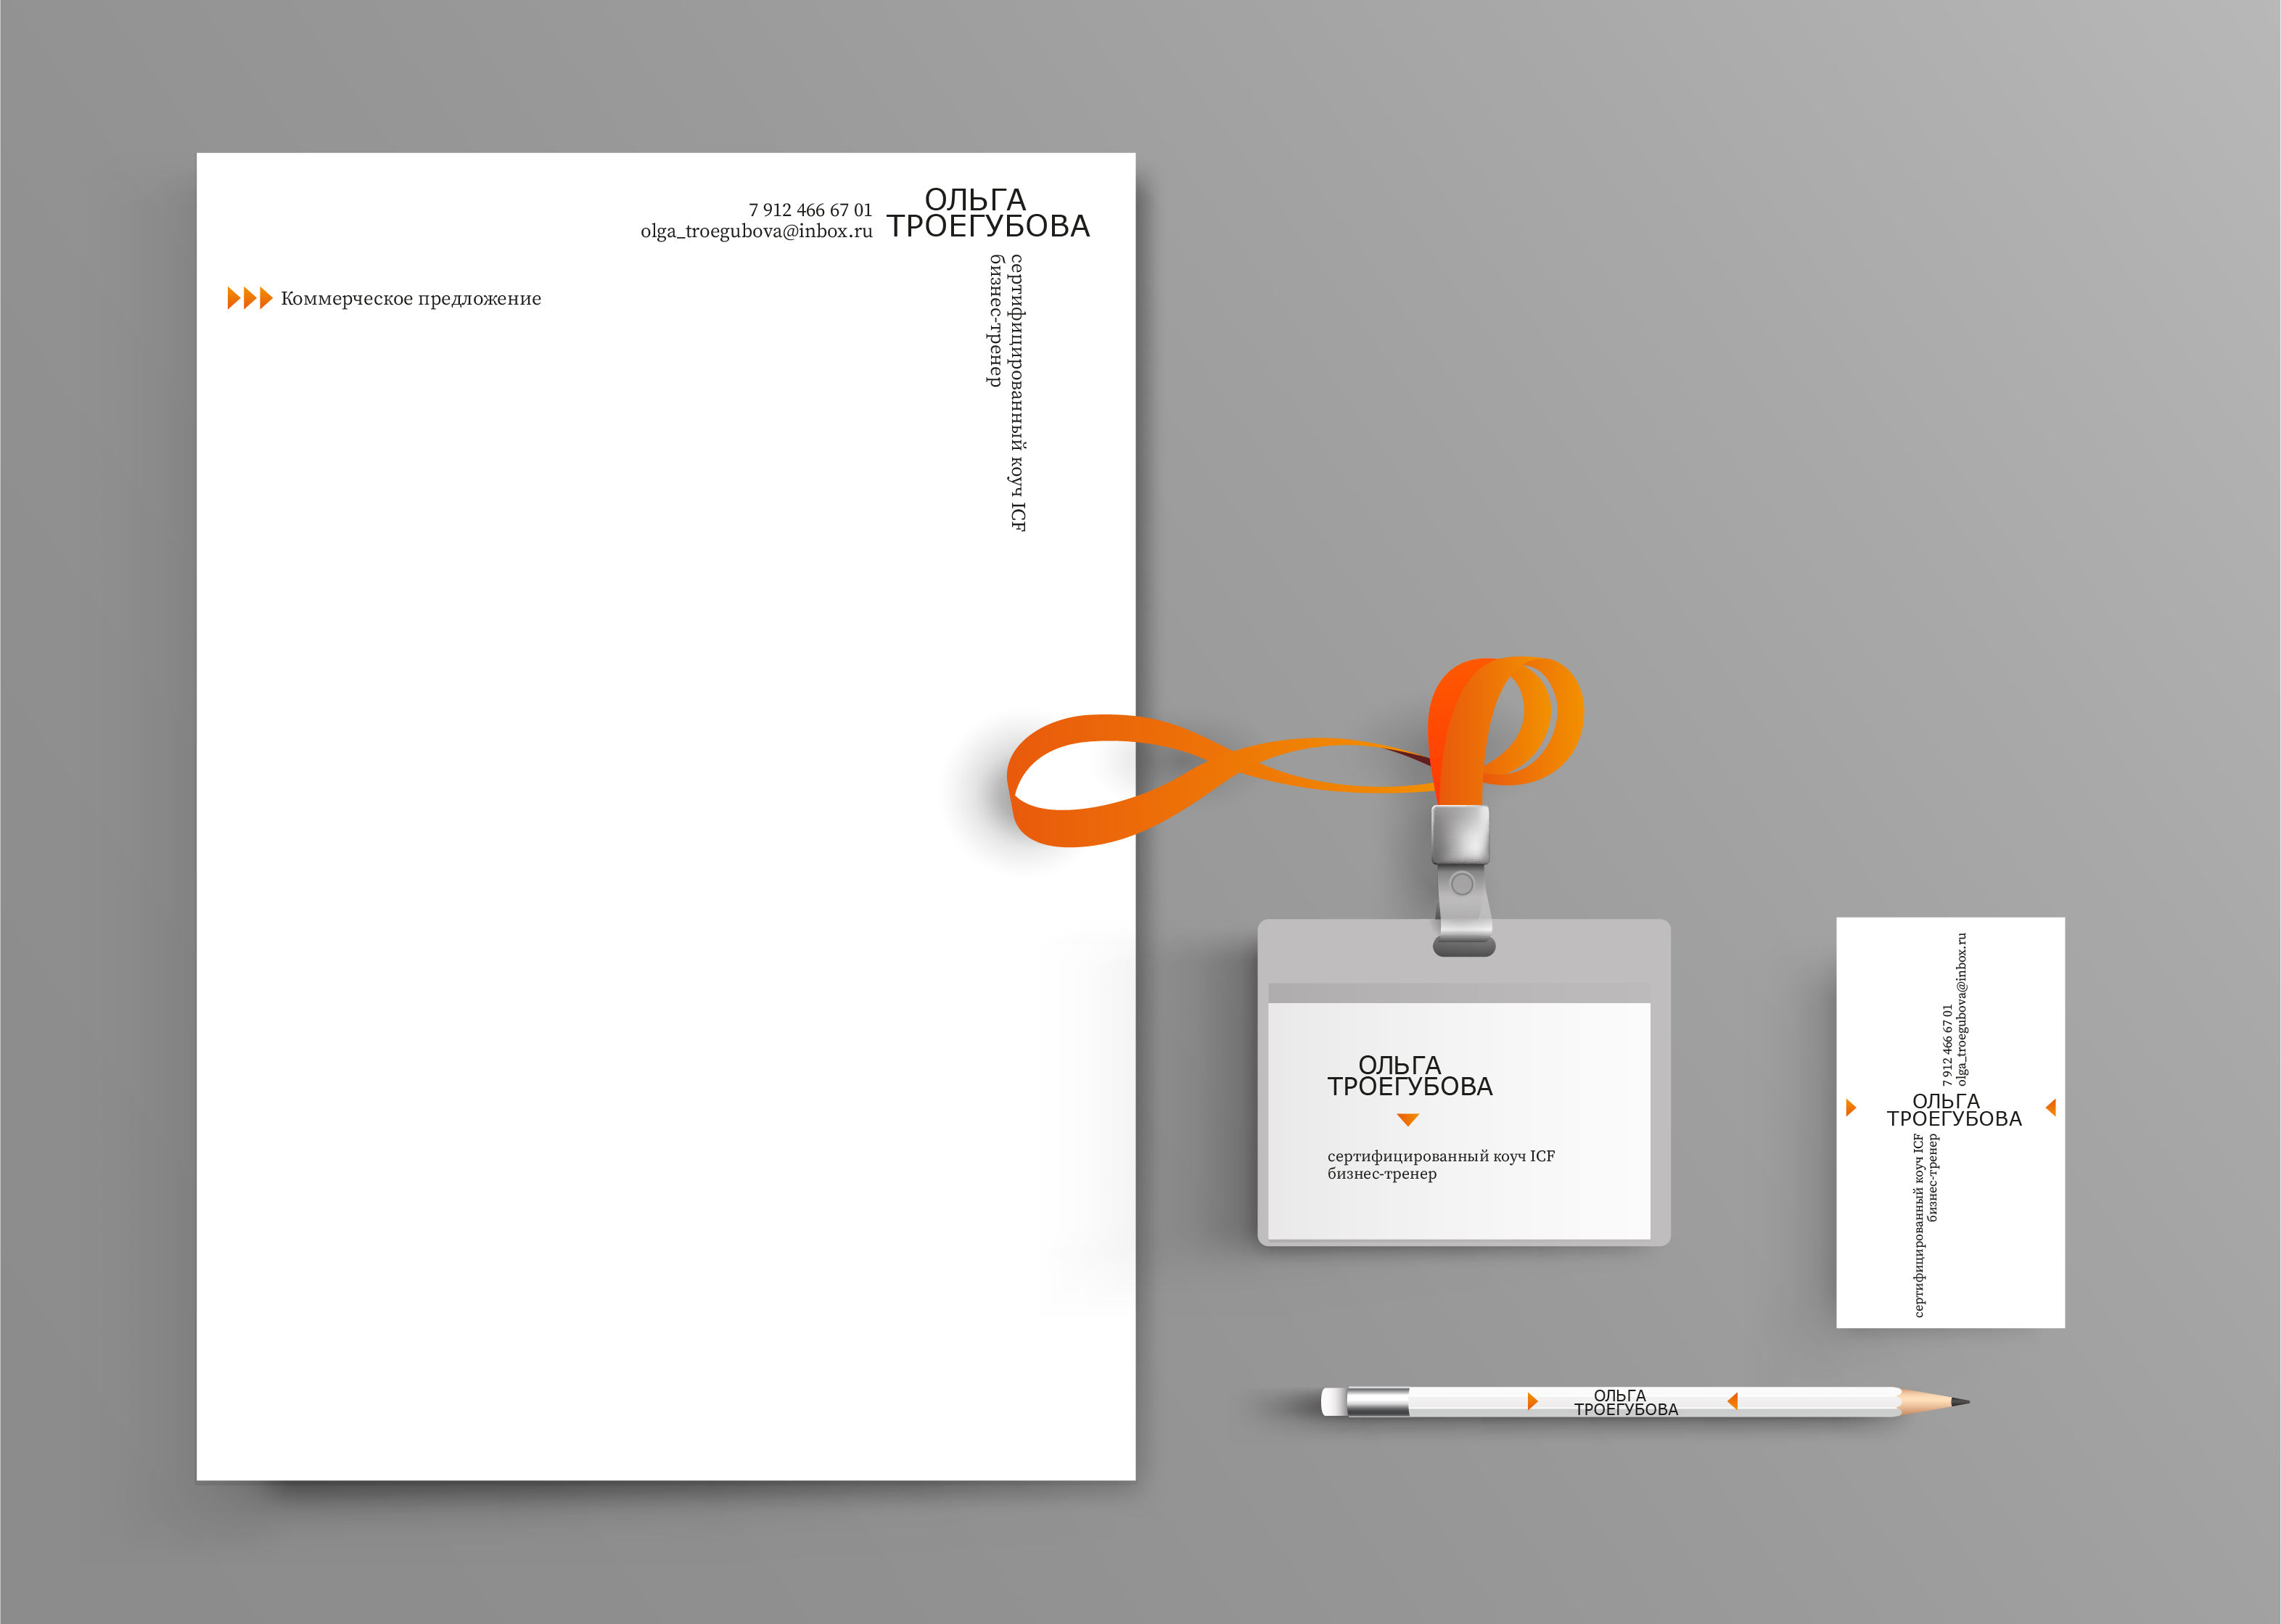 7 912 466 67 01
olga_troegubova@inbox.ru
ОЛЬГА
ТРОЕГУБОВА
сертифицированный коуч ICF
бизнес-тренер
Коммерческое предложение
ОЛЬГА
ТРОЕГУБОВА
сертифицированный коуч ICF
бизнес-тренер
7 912 466 67 01
olga_troegubova@inbox.ru
ОЛЬГА
ТРОЕГУБОВА
сертифицированный коуч ICF
бизнес-тренер
ОЛЬГА
ТРОЕГУБОВА